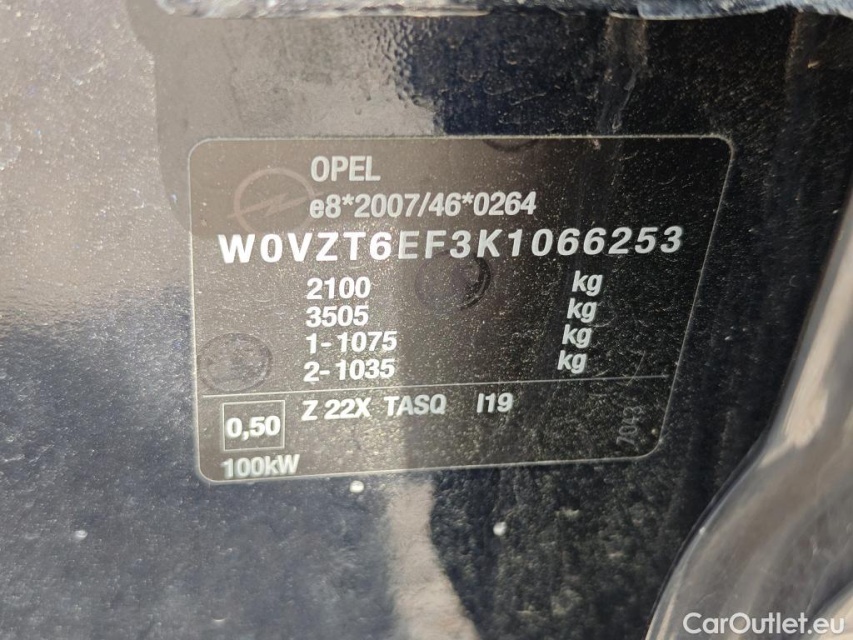 OPEL
e8*2007/46*0264
W0VZT6EF3K1066253
2100 kg
3505 kg
1-1075 kg
2-1035 kg
0,50 Z 22X TASQ I19
100kW
CarOutlet.eu